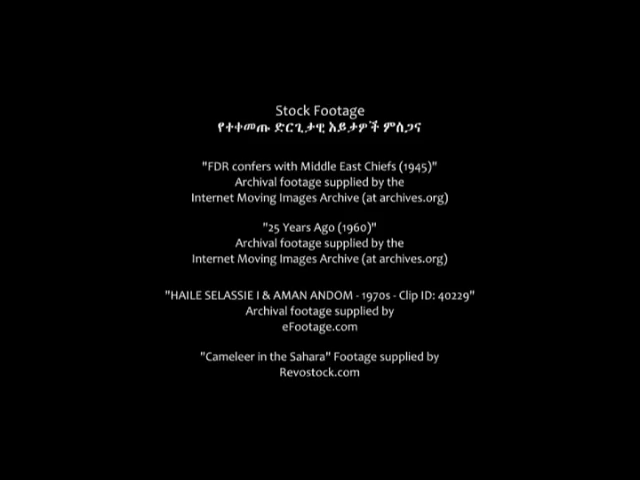 Stock Footage
የተቀመጡ ድርጊታዊ እይታዎች ምስጋና
"FDR confers with Middle East Chiefs (1945)"
Archival footage supplied by the
Internet Moving Images Archive (at archives.org)
"25 Years Ago (1960)"
Archival footage supplied by the
Internet Moving Images Archive (at archives.org)
"HAILE SELASSIE I & AMAN ANDOM - 1970s - Clip ID: 40229"
Archival footage supplied by
eFootage.com
"Cameleer in the Sahara" Footage supplied by
Revostock.com